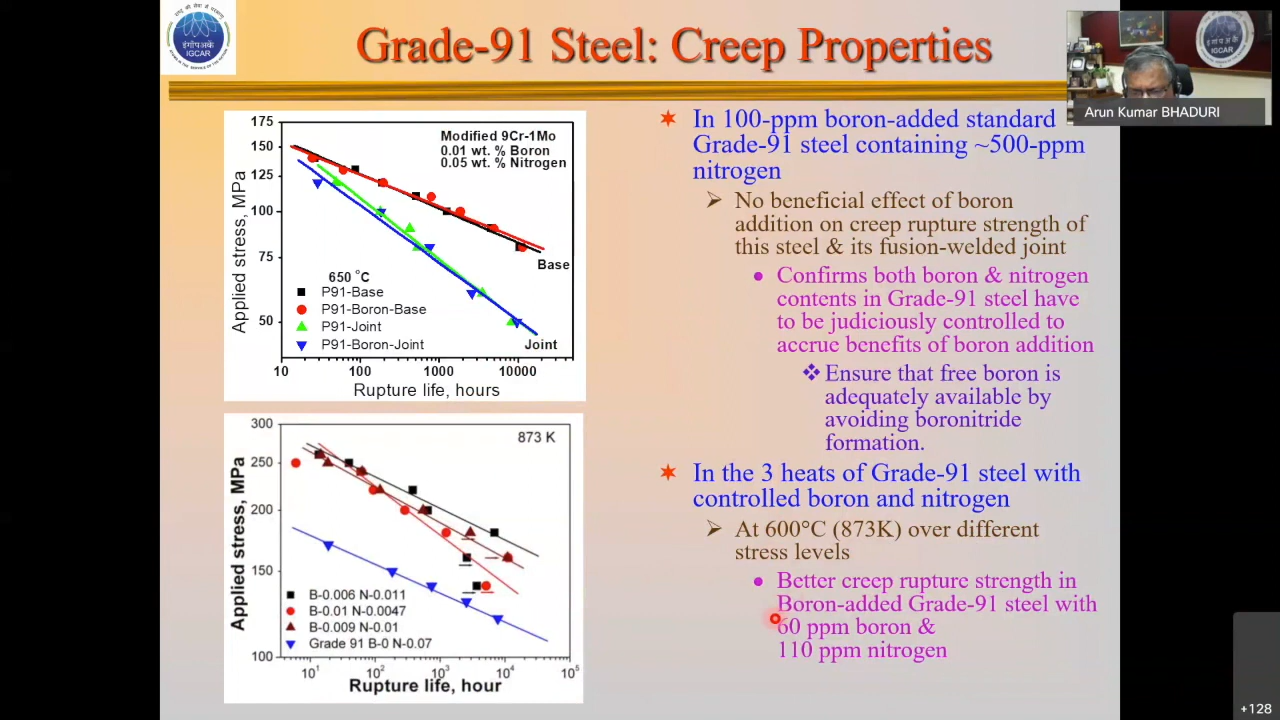 Grade-91 Steel: Creep Properties
इंगांपअकें
IGCAR
Arun Kumar BHADURI
175
150
125
100
75
50
Applied stress, MPa
Modified 9Cr-1Mo
0.01 wt. % Boron
0.05 wt. % Nitrogen
Base
650 °C
P91-Base
P91-Boron-Base
P91-Joint
P91-Boron-Joint
Joint
10 100 1000 10000
Rupture life, hours
300
250
200
150
100
Applied stress, MPa
873 K
B-0.006 N-0.011
B-0.01 N-0.0047
B-0.009 N-0.01
Grade 91 B-0 N-0.07
10¹ 10² 10³ 10⁴ 10⁵
Rupture life, hour
In 100-ppm boron-added standard
Grade-91 steel containing ~500-ppm
nitrogen
No beneficial effect of boron
addition on creep rupture strength of
this steel & its fusion-welded joint
Confirms both boron & nitrogen
contents in Grade-91 steel have
to be judiciously controlled to
accrue benefits of boron addition
Ensure that free boron is
adequately available by
avoiding boronitride
formation.
In the 3 heats of Grade-91 steel with
controlled boron and nitrogen
At 600°C (873K) over different
stress levels
Better creep rupture strength in
Boron-added Grade-91 steel with
60 ppm boron &
110 ppm nitrogen
+128